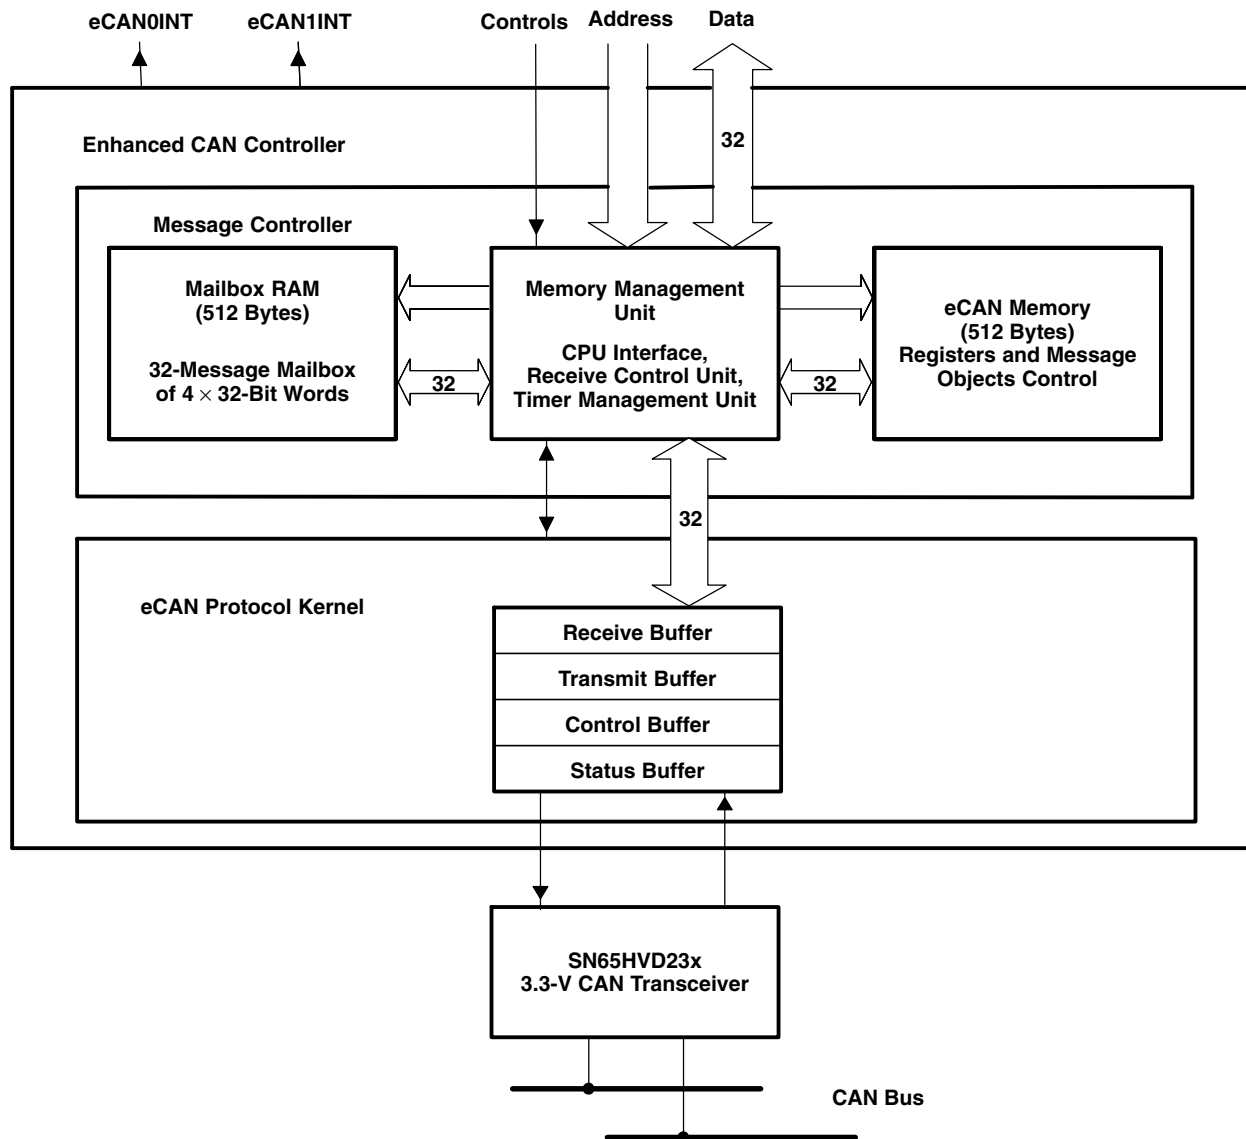 eCAN0INT
eCAN1INT
Controls
Address
Data
32
Enhanced CAN Controller
Message Controller
Mailbox RAM
(512 Bytes)
32-Message Mailbox
of 4 × 32-Bit Words
32
Memory Management
Unit
CPU Interface,
Receive Control Unit,
Timer Management Unit
32
eCAN Memory
(512 Bytes)
Registers and Message
Objects Control
32
eCAN Protocol Kernel
Receive Buffer
Transmit Buffer
Control Buffer
Status Buffer
SN65HVD23x
3.3-V CAN Transceiver
CAN Bus